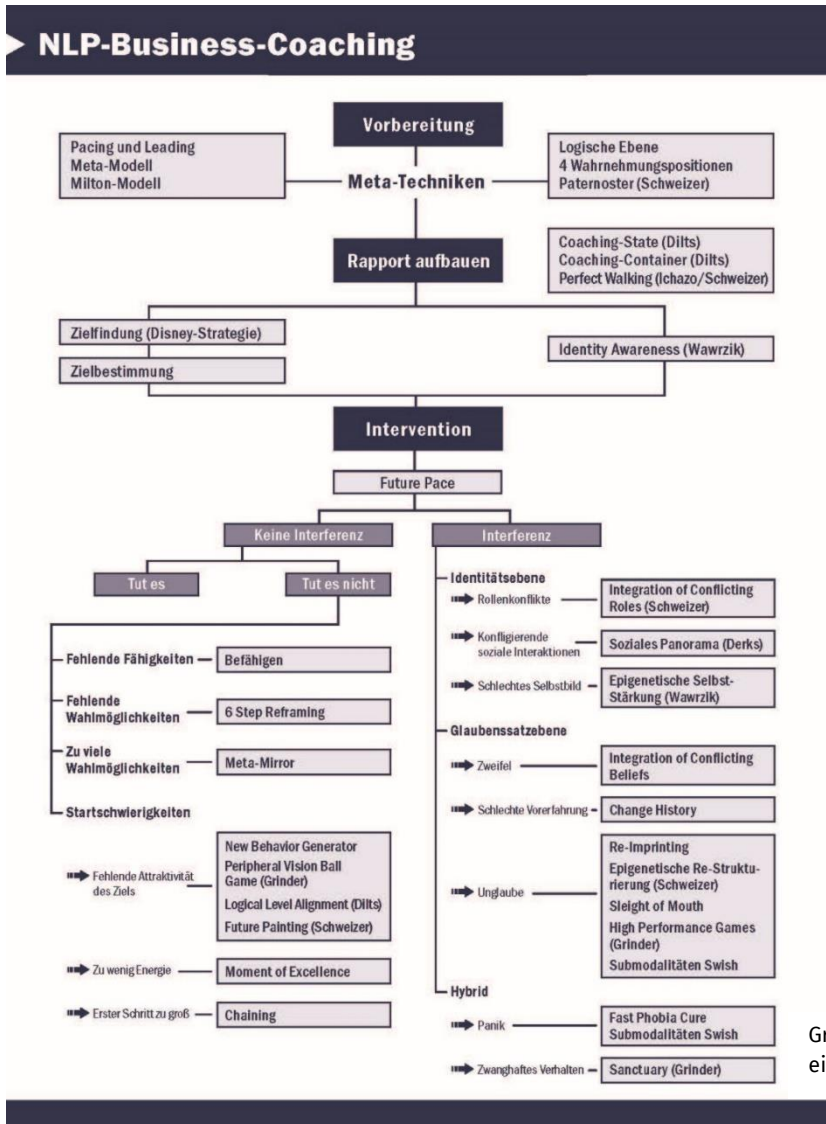 NLP-Business-Coaching
Vorbereitung
Pacing und Leading
Meta-Modell
Milton-Modell
Meta-Techniken
Logische Ebene
4 Wahrnehmungspositionen
Paternoster (Schweizer)
Rapport aufbauen
Coaching-State (Dilts)
Coaching-Container (Dilts)
Perfect Walking (Ichazo/Schweizer)
Zielfindung (Disney-Strategie)
Zielbestimmung
Identity Awareness (Wawrzik)
Intervention
Future Pace
Keine Interferenz
Interferenz
Tut es
Tut es nicht
Fehlende Fähigkeiten
Befähigen
Fehlende
Wahlmöglichkeiten
6 Step Reframing
Zu viele
Wahlmöglichkeiten
Meta-Mirror
Startschwierigkeiten
Fehlende Attraktivität
des Ziels
New Behavior Generator
Peripheral Vision Ball
Game (Grinder)
Logical Level Alignment (Dilts)
Future Painting (Schweizer)
Zu wenig Energie
Moment of Excellence
Erster Schritt zu groß
Chaining
Identitätsebene
Rollenkonflikte
Integration of Conflicting
Roles (Schweizer)
Konfligierende
soziale Interaktionen
Soziales Panorama (Derks)
Schlechtes Selbstbild
Epigenetische Selbst-
Stärkung (Wawrzik)
Glaubenssatzebene
Zweifel
Integration of Conflicting
Beliefs
Schlechte Vorerfahrung
Change History
Unglaube
Re-Imprinting
Epigenetische Re-Struktu-
rierung (Schweizer)
Sleight of Mouth
High Performance Games
(Grinder)
Submodalitäten Swish
Hybrid
Panik
Fast Phobia Cure
Submodalitäten Swish
Zwanghaftes Verhalten
Sanctuary (Grinder)